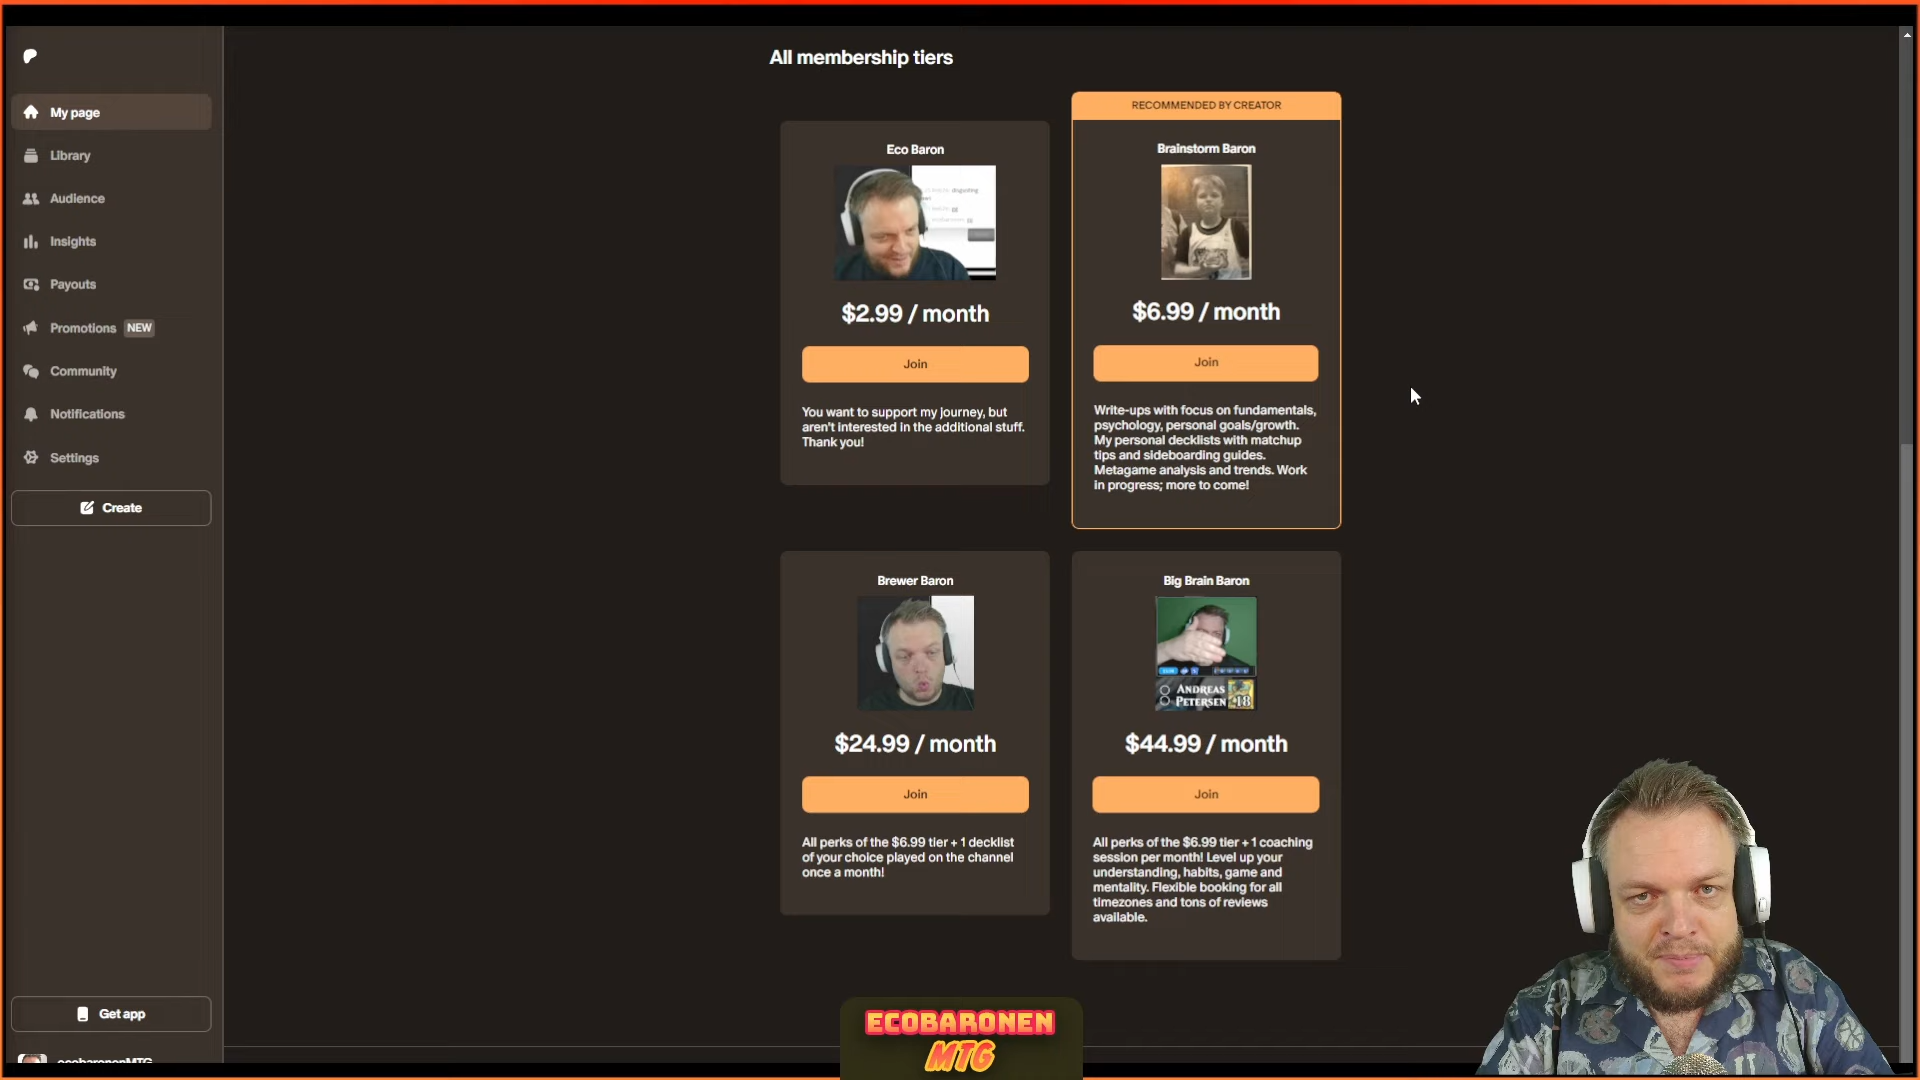 All membership tiers
My page
Library
Audience
Insights
Payouts
Promotions NEW
Community
Notifications
Settings
Create
Get app
RECOMMENDED BY CREATOR
Eco Baron
$2.99 / month
Join
You want to support my journey, but
aren't interested in the additional stuff.
Thank you!
Brainstorm Baron
$6.99 / month
Join
Write-ups with focus on fundamentals,
psychology, personal goals/growth.
My personal decklists with matchup
tips and sideboarding guides.
Metagame analysis and trends. Work
in progress; more to come!
Brewer Baron
$24.99 / month
Join
All perks of the $6.99 tier + 1 decklist
of your choice played on the channel
once a month!
Big Brain Baron
ANDREAS
PETERSEN 18
$44.99 / month
Join
All perks of the $6.99 tier + 1 coaching
session per month! Level up your
understanding, habits, game and
mentality. Flexible booking for all
timezones and tons of reviews
available.
ecobaronenMTG
ECOBARONEN
MTG